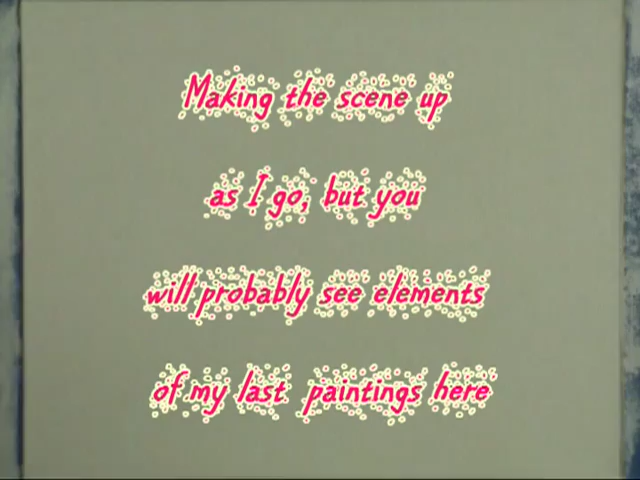 Making the scene up
as I go, but you
will probably see elements
of my last paintings here